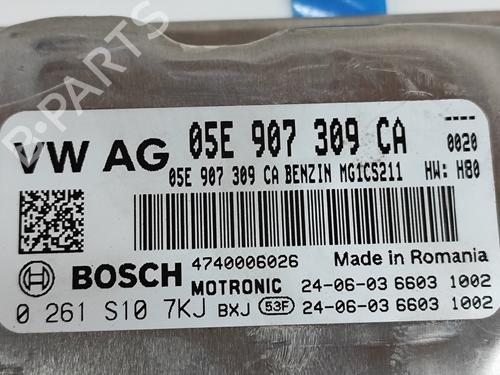 B-PARTS
VW AG 05E 907 309 CA ----
0020
05E 907 309 CA BENZIN MG1CS211 HW: H80
BOSCH 4740006026 Made in Romania
MOTRONIC 24-06-03 6603 1002
0 261 S10 7KJ BXJ 53F 24-06-03 6603 1002